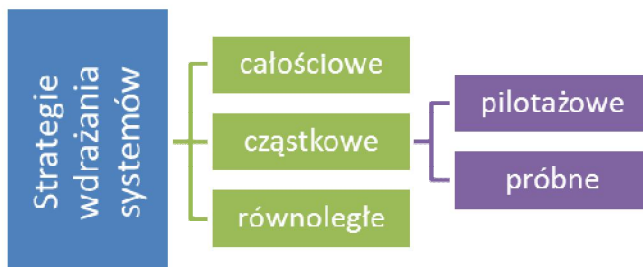 Strategie
wdrażania
systemów
całościowe
cząstkowe
równoległe
pilotażowe
próbne